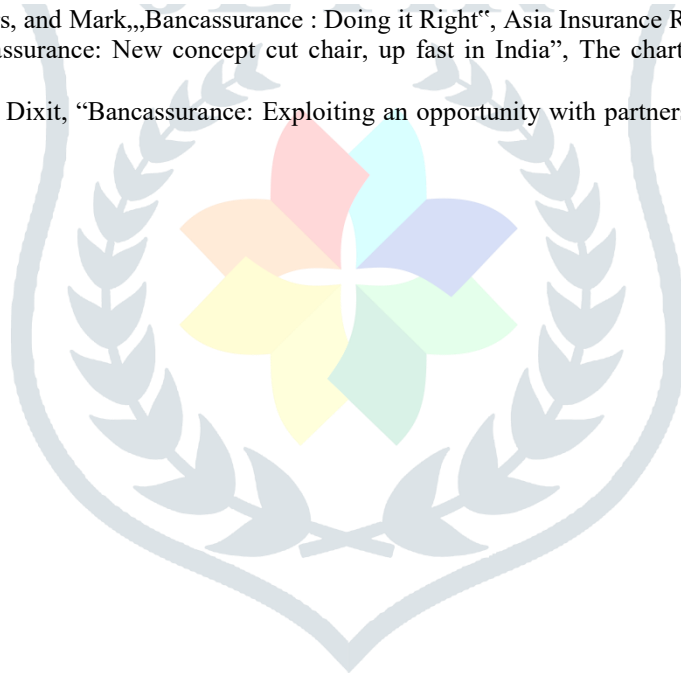 s, and Mark,„„Bancassurance : Doing it Right‟‟, Asia Insurance R
ssurance: New concept cut chair, up fast in India”, The chart
Dixit, “Bancassurance: Exploiting an opportunity with partner